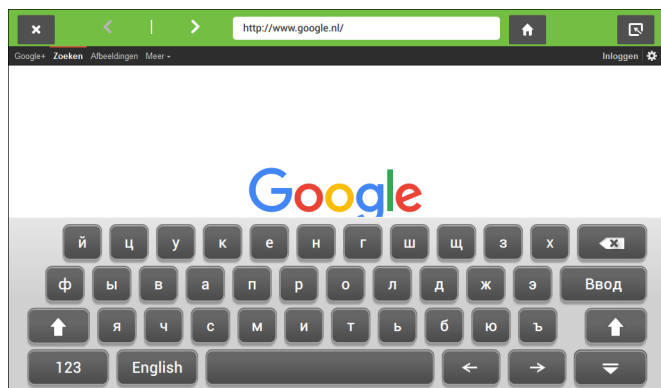 http://www.google.nl/
Google+ Zoeken Afbeeldingen Meer Inloggen
Google
й ц у к е н г ш щ з х
ф ы в а п р о л д ж э Ввод
я ч с м и т ь б ю ъ
123 English